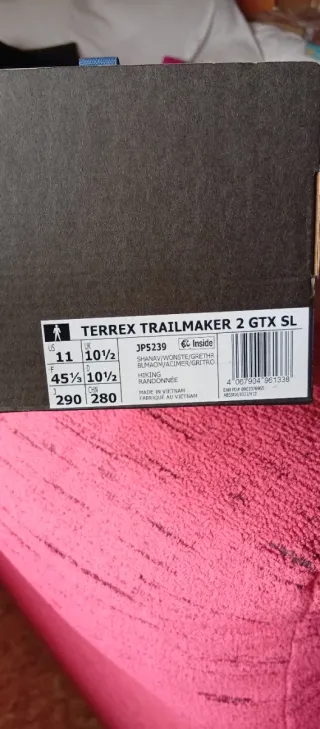 TERREX TRAILMAKER 2 GTX SL
US 11 UK 10½
F 45⅓ D 10½
J 290 CHN 280
JP5239 Inside
SHANAV/WONSTE/GRETHR
BLMAOM/ACIMER/GRITRO
HIKING
RANDONNÉE
MADE IN VIETNAM
FABRIQUÉ AU VIETNAM
4 067904 961338